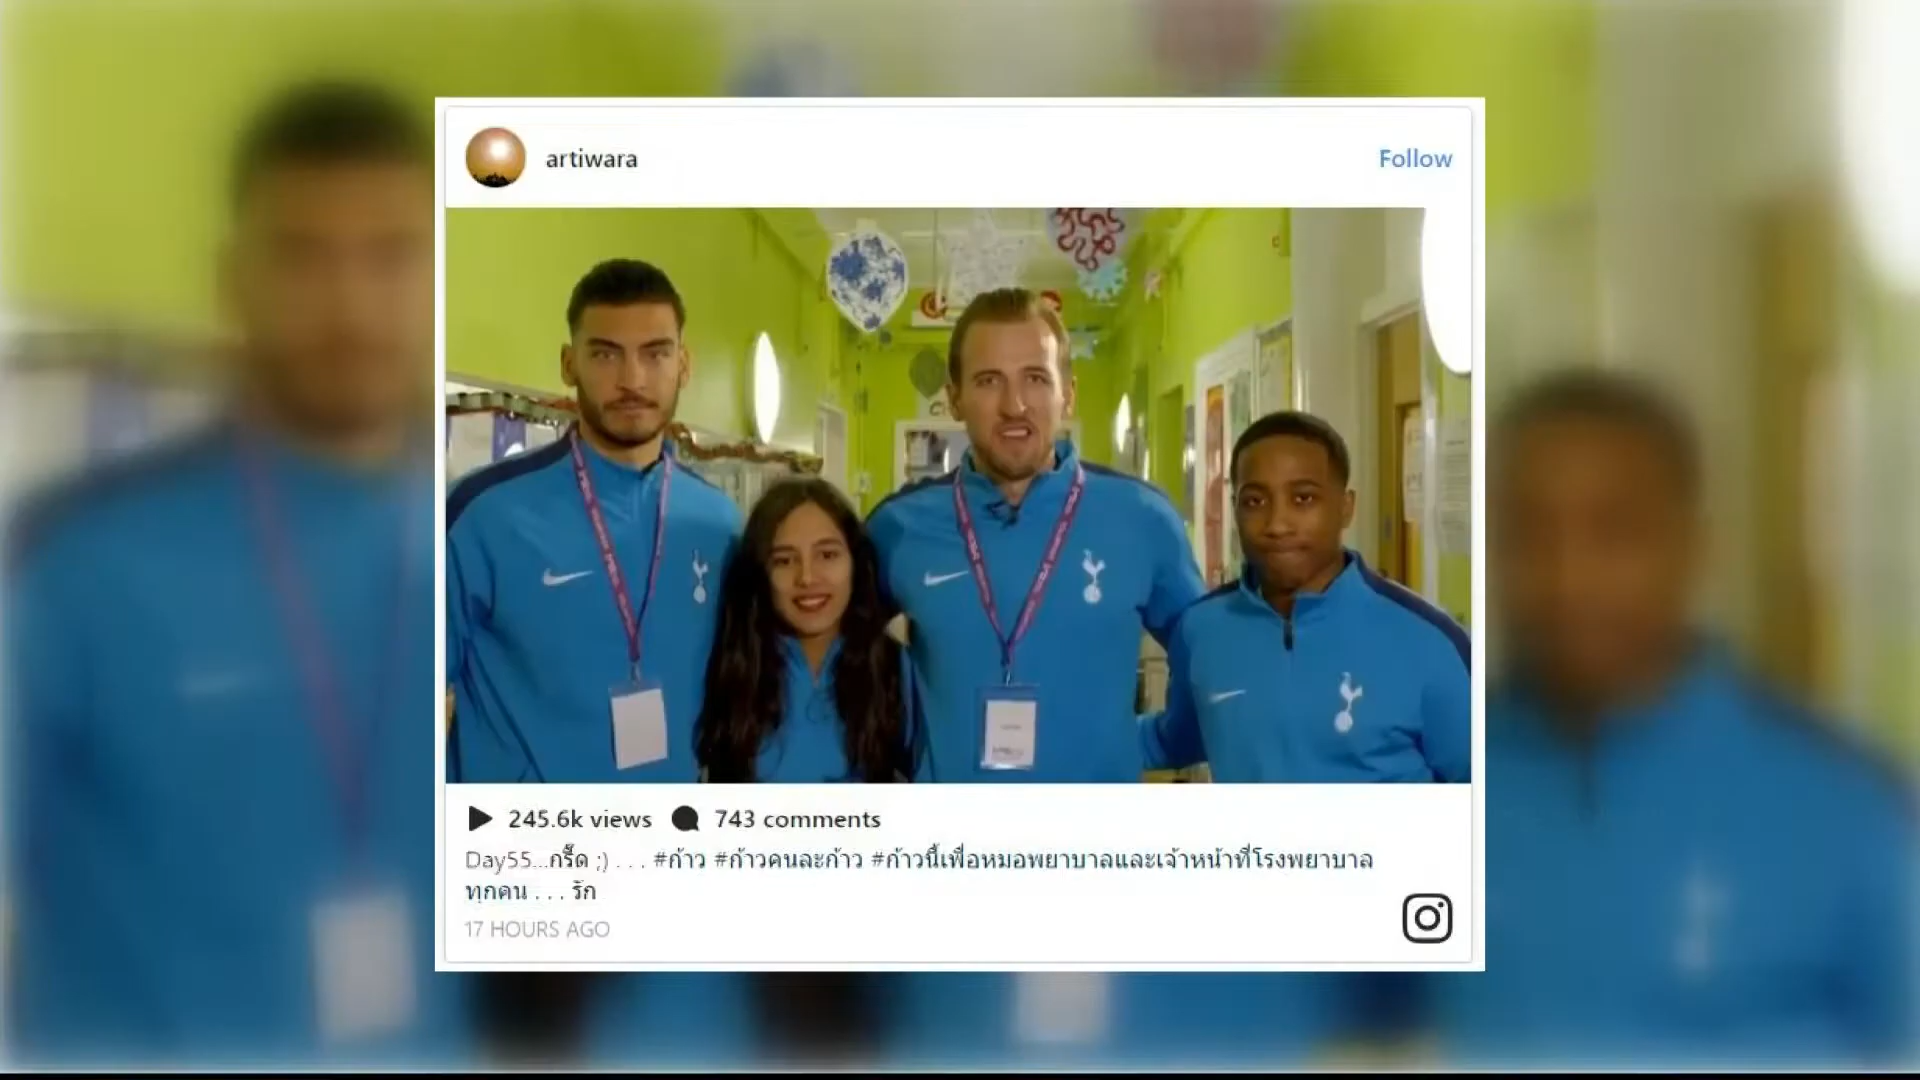 artiwara
Follow
245.6k views 743 comments
Day55...กรี๊ด ;) . . . #ก้าว #ก้าวคนละก้าว #ก้าวนี้เพื่อหมอพยาบาลและเจ้าหน้าที่โรงพยาบาล
ทุกคน . . . รัก
17 HOURS AGO